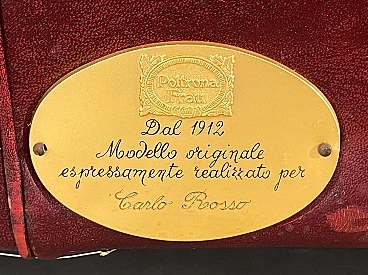 Poltrona
Frau
Dal 1912
Modello originale
espressamente realizzato per
Carlo Rosso